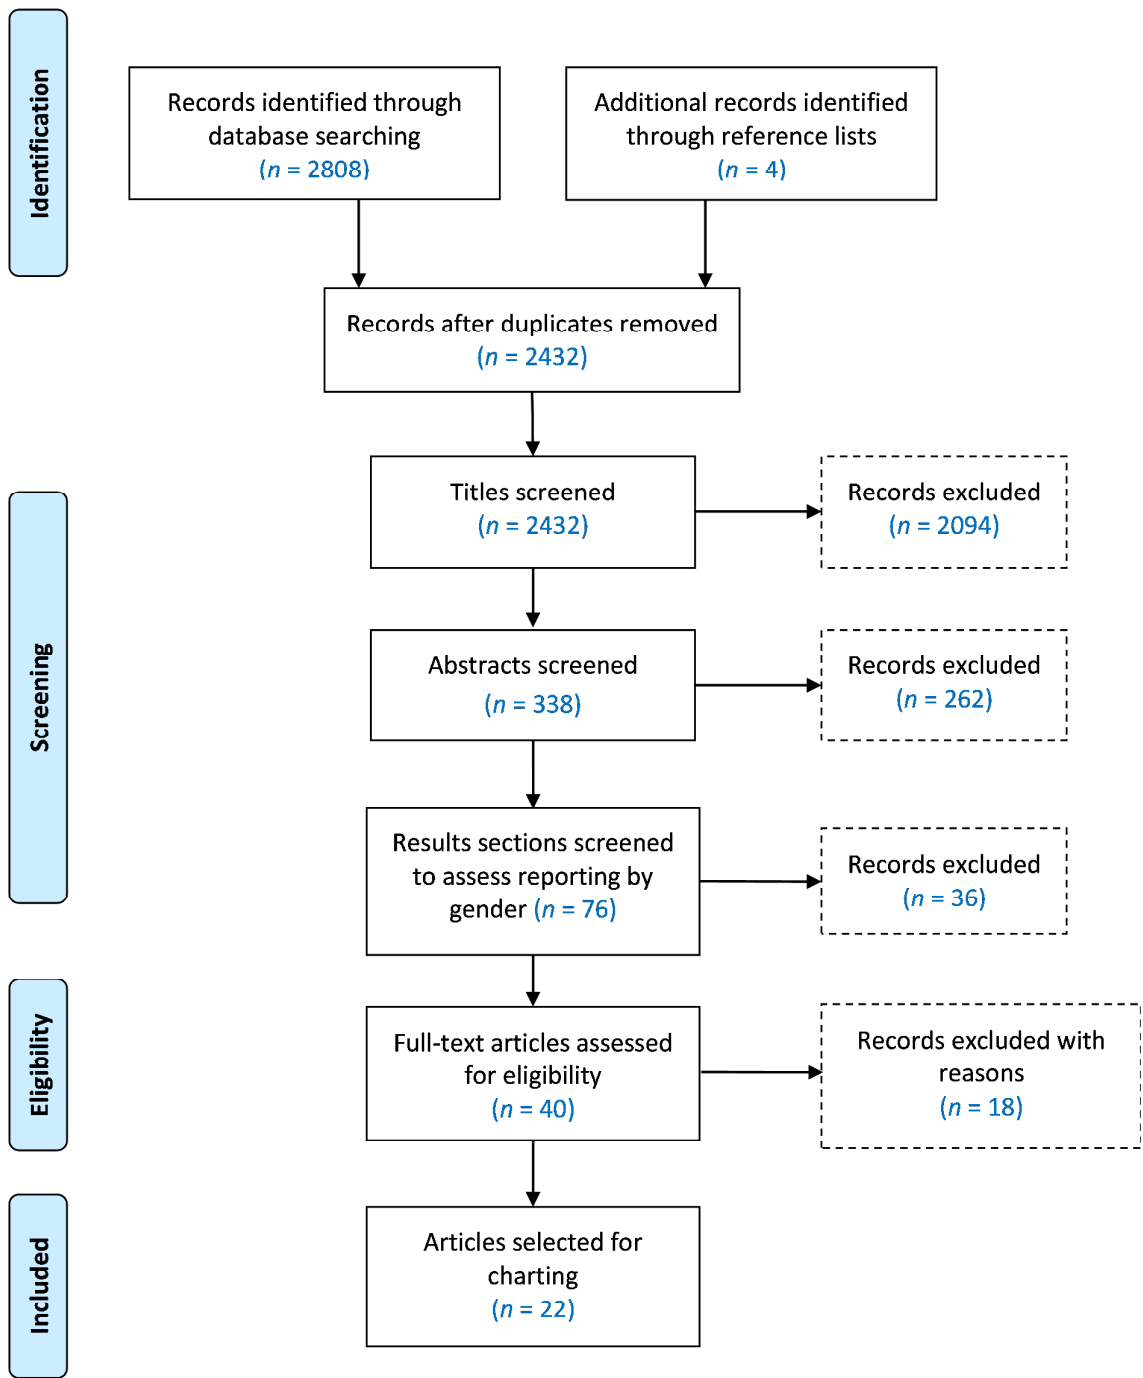 Identification
Records identified through
database searching
(n = 2808)
Additional records identified
through reference lists
(n = 4)
Records after duplicates removed
(n = 2432)
Screening
Titles screened
(n = 2432)
Records excluded
(n = 2094)
Abstracts screened
(n = 338)
Records excluded
(n = 262)
Results sections screened
to assess reporting by
gender (n = 76)
Records excluded
(n = 36)
Eligibility
Full-text articles assessed
for eligibility
(n = 40)
Records excluded with
reasons
(n = 18)
Included
Articles selected for
charting
(n = 22)